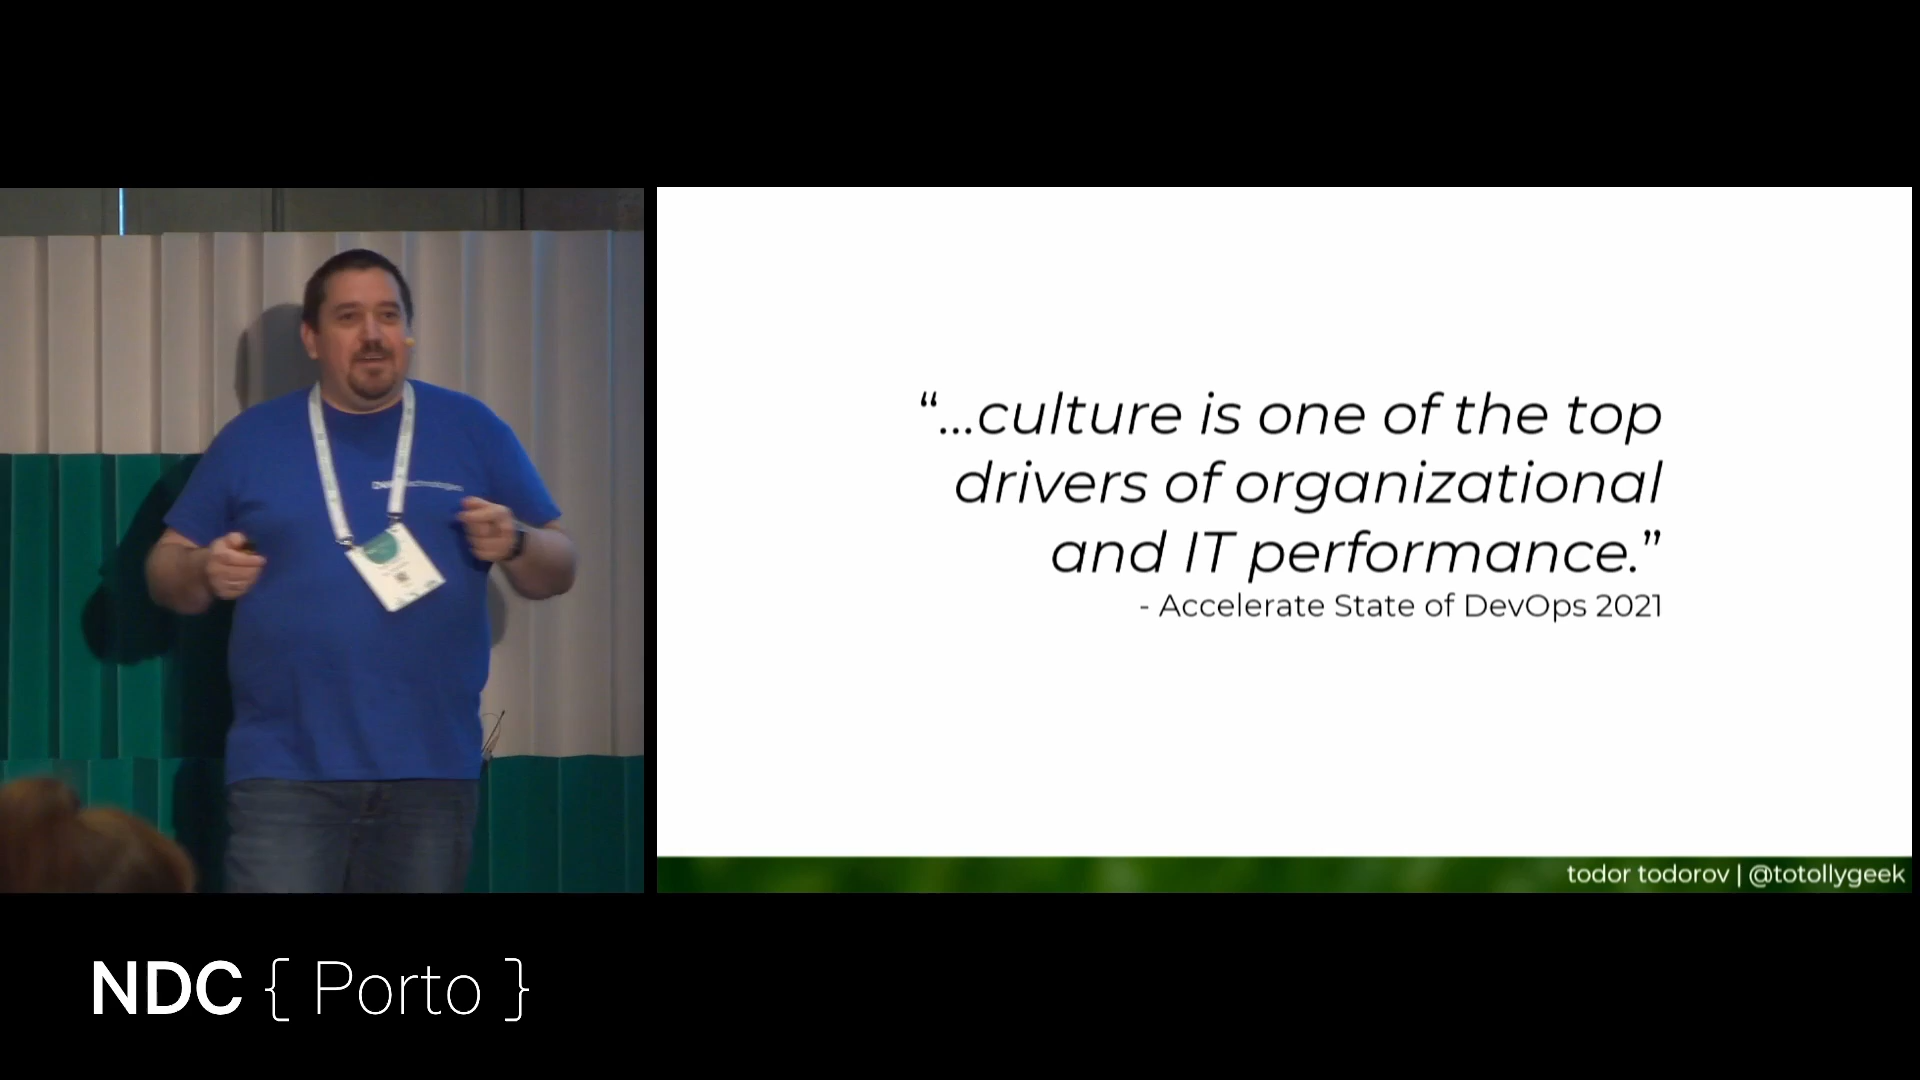 “...culture is one of the top
drivers of organizational
and IT performance.”
- Accelerate State of DevOps 2021
todor todorov | @totollygeek
NDC { Porto }